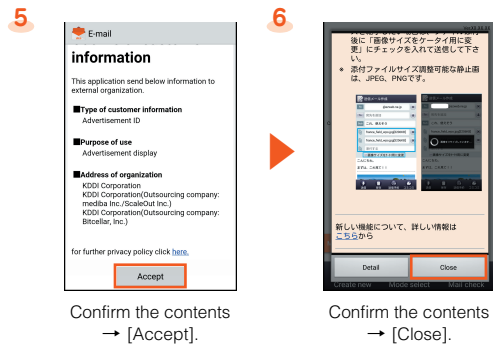 5
E-mail
information
This application send below information to
external organization.
■Type of customer information
Advertisement ID
■Purpose of use
Advertisement display
■Address of organization
KDDI Corporation
KDDI Corporation(Outsourcing company:
mediba Inc./ScaleOut Inc.)
KDDI Corporation(Outsourcing company:
Bitcellar, Inc.)
for further privacy policy click here.
Accept
Confirm the contents
→ [Accept].
6
後に「画像サイズをケータイ用に変
更」にチェックを入れて送信して下さ
い。
* 添付ファイルサイズ調整可能な静止画
は、JPEG、PNGです。
新しい機能について、詳しい情報は
こちらから
Detail
Close
Create new
Mode select
Mail check
Confirm the contents
→ [Close].